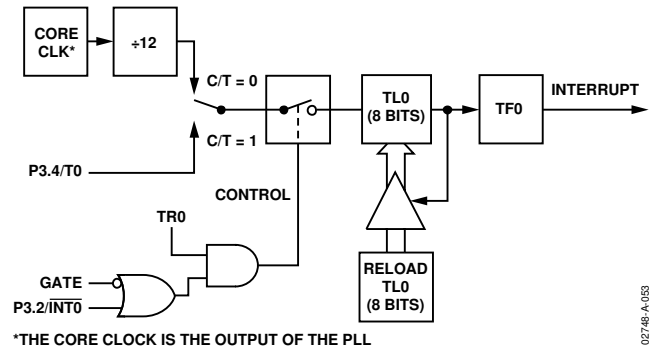 CORE
CLK*
÷12
C/T = 0
C/T = 1
P3.4/T0
CONTROL
TR0
GATE
P3.2/INT0
TL0
(8 BITS)
TF0
INTERRUPT
RELOAD
TL0
(8 BITS)
*THE CORE CLOCK IS THE OUTPUT OF THE PLL
02748-A-053